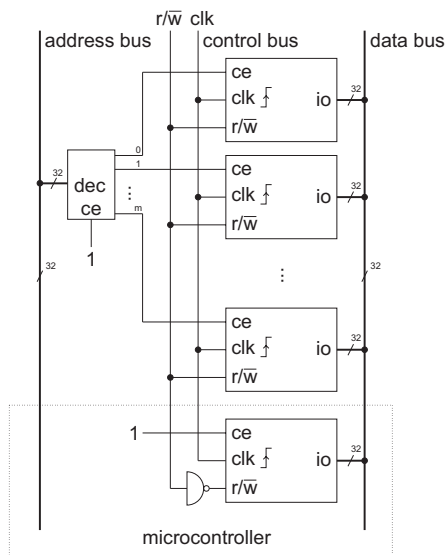 r/w̅ clk
address bus control bus data bus
ce
clk io 32
r/w̅
32 dec 0
1
⋮
ce m
1
ce
clk io 32
r/w̅
32 ⋮ 32
ce
clk io 32
r/w̅
1 ce
clk io 32
r/w̅
microcontroller